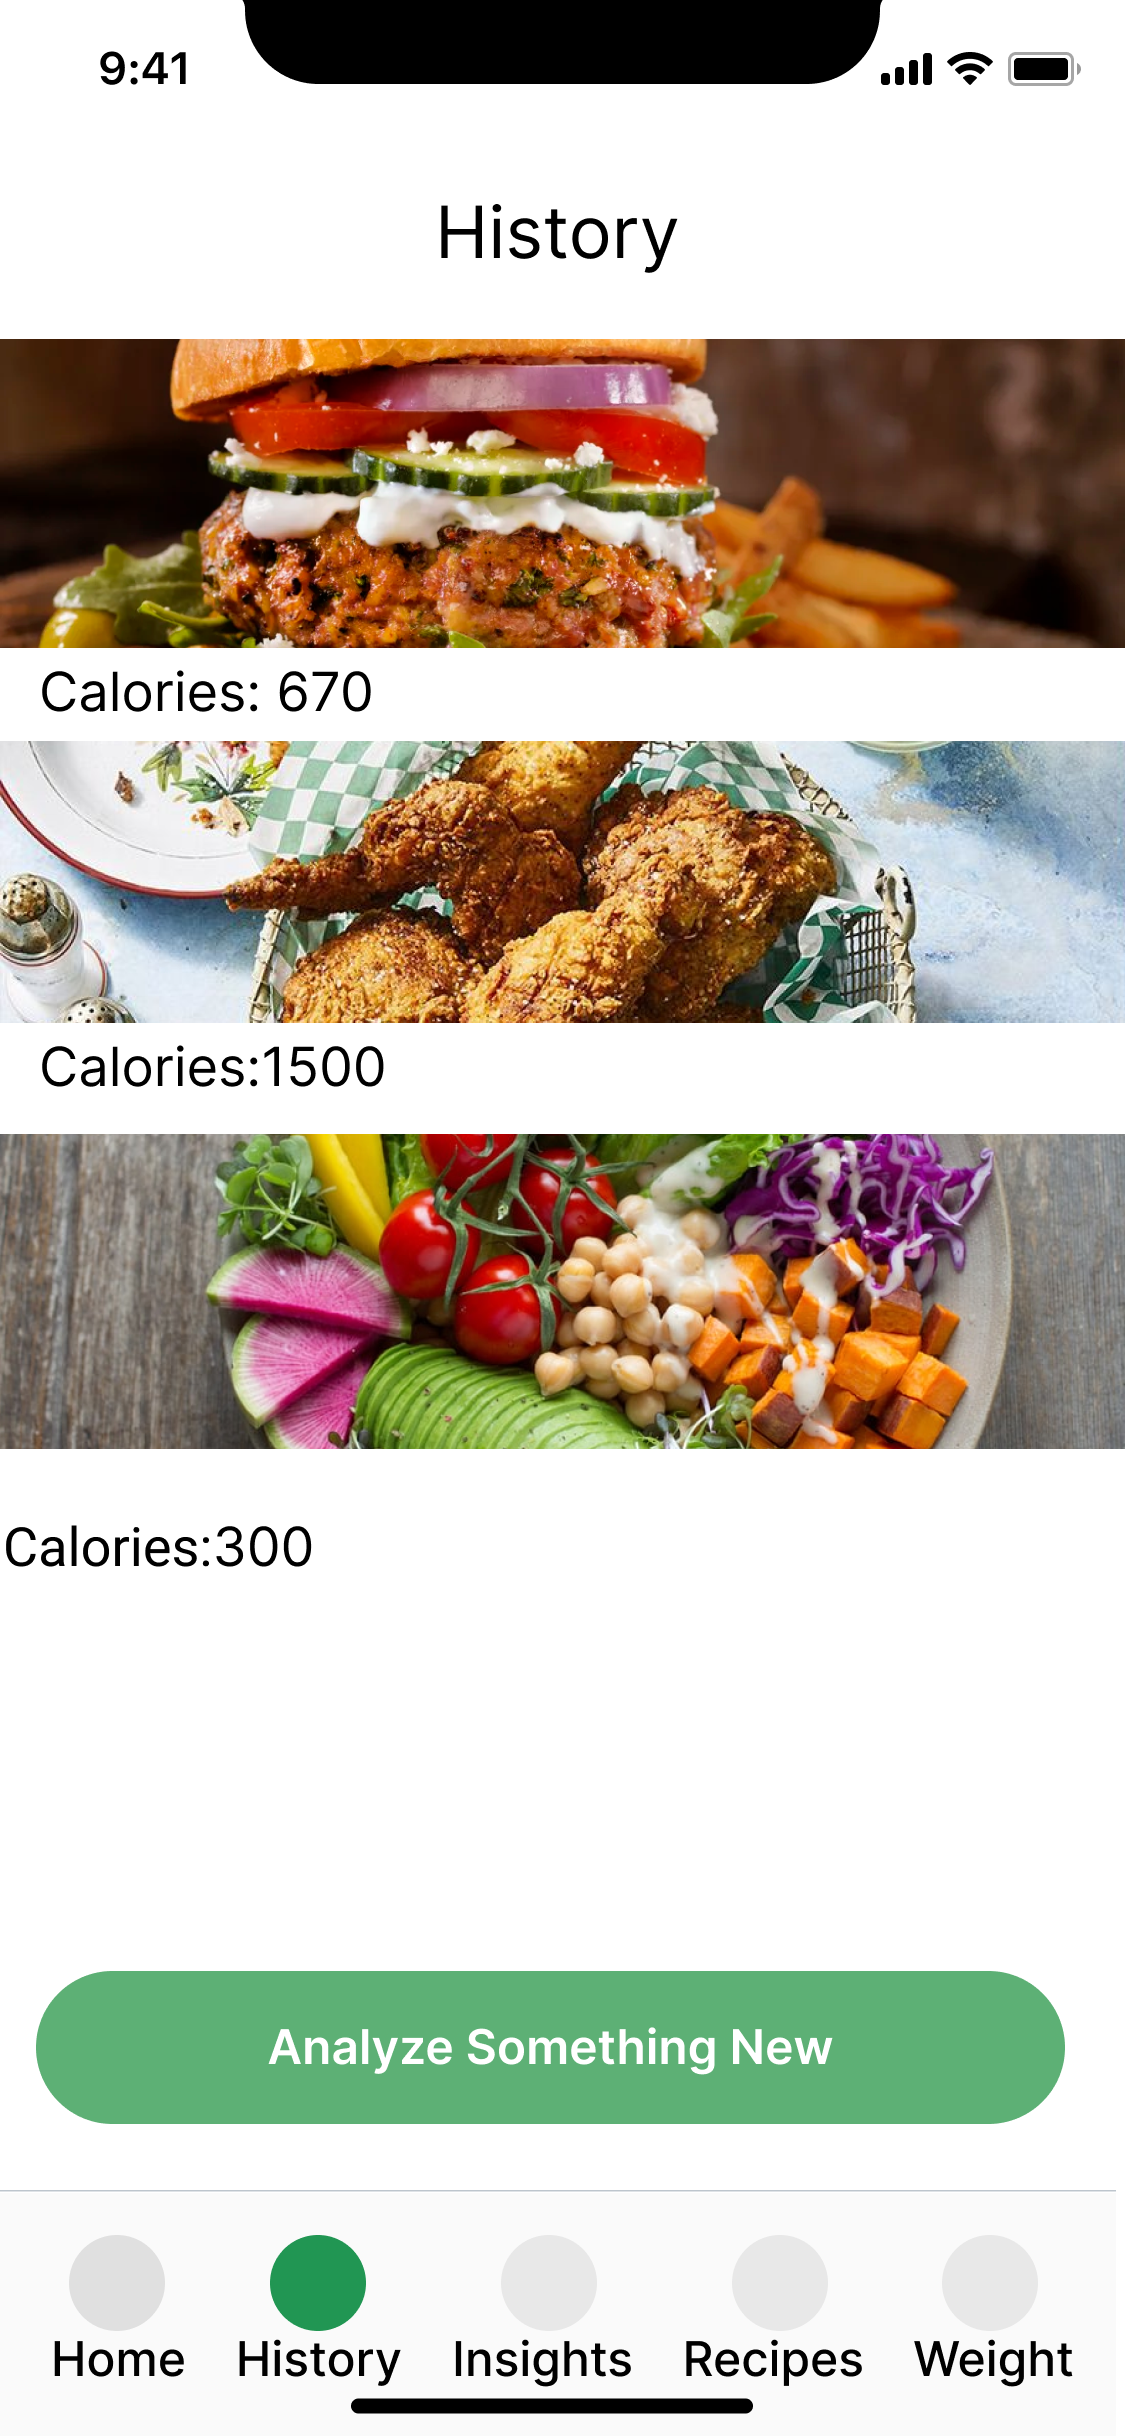 9:41
History
Calories: 670
Calories:1500
Calories:300
Analyze Something New
Home History Insights Recipes Weight